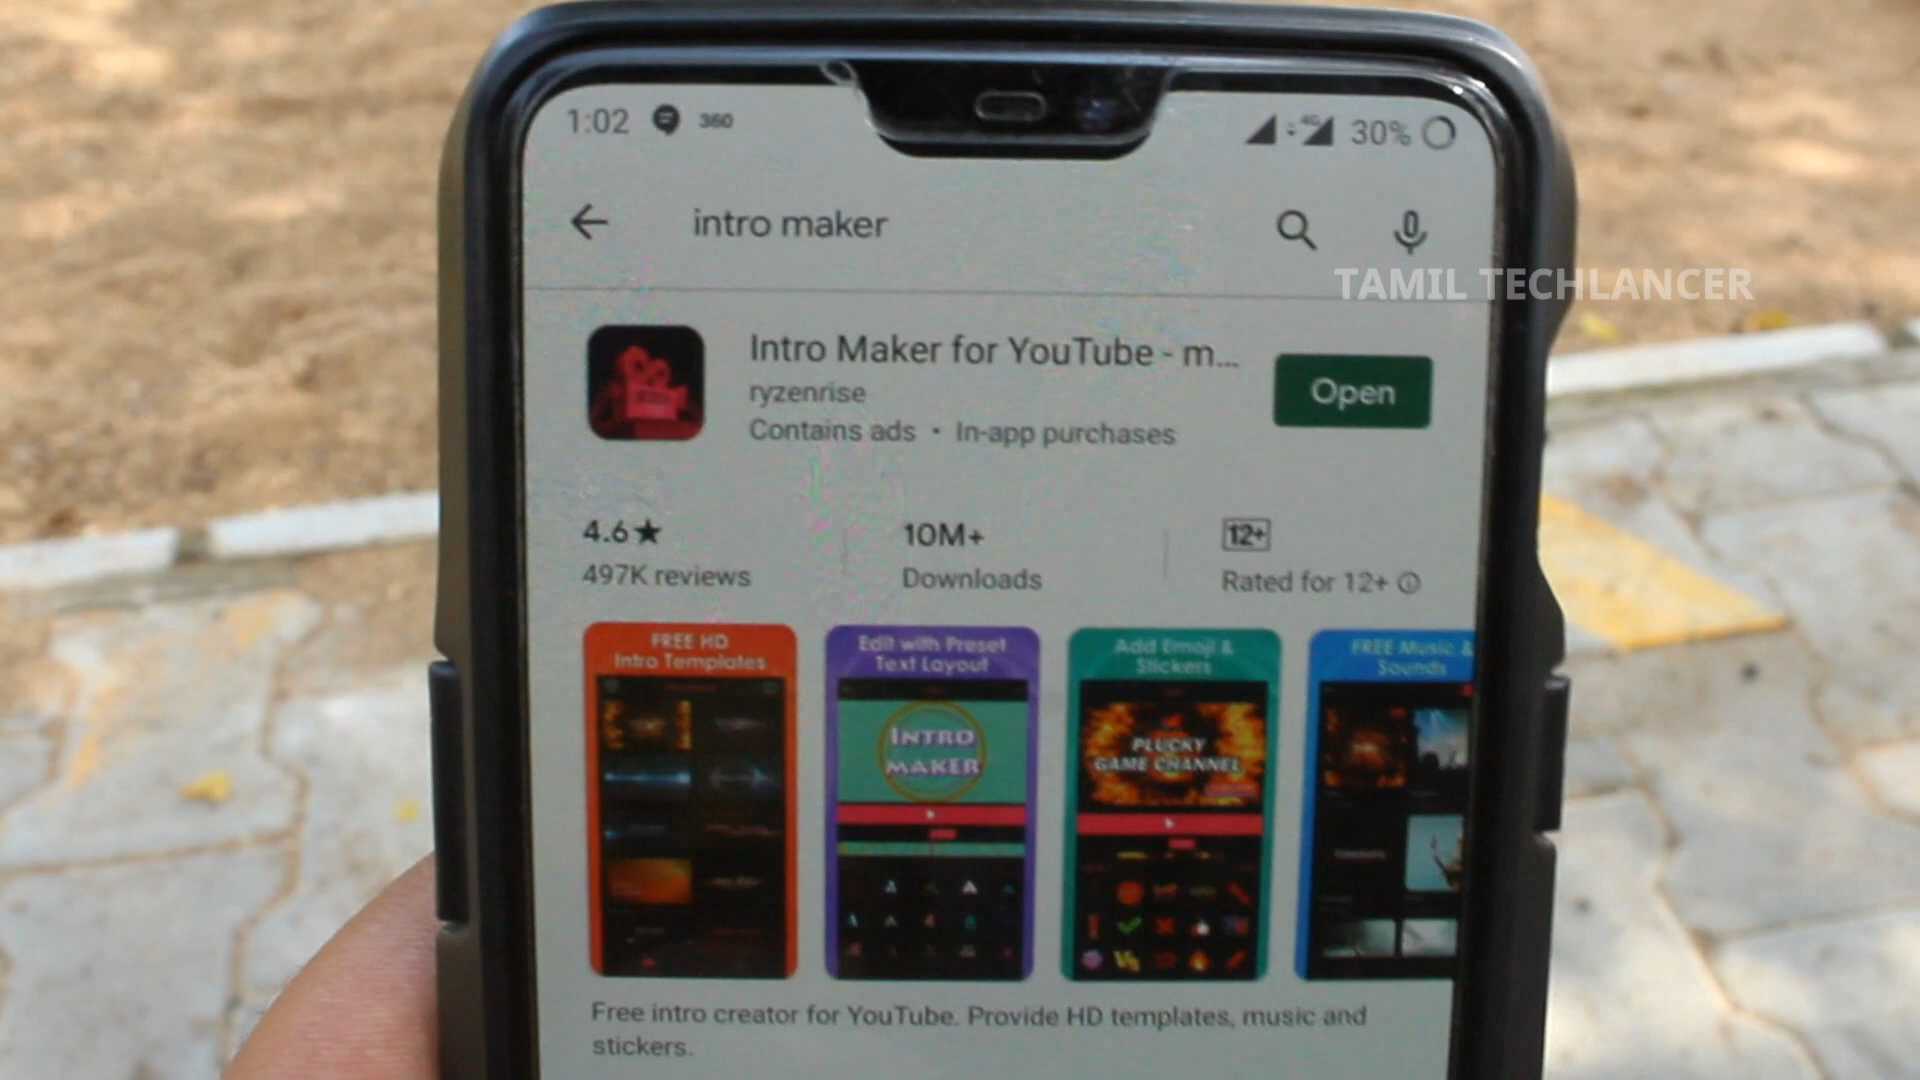 1:02 360 4G 30%
intro maker
TAMIL TECHLANCER
Intro Maker for YouTube - m...
ryzenrise
Contains ads • In-app purchases
Open
4.6★
497K reviews
10M+
Downloads
12+
Rated for 12+
FREE HD
Intro Templates
Edit with Preset
Text Layout
INTRO
MAKER
Add Emoji &
Stickers
PLUCKY
GAME CHANNEL
VS
FREE Music &
Sounds
Free intro creator for YouTube. Provide HD templates, music and
stickers.